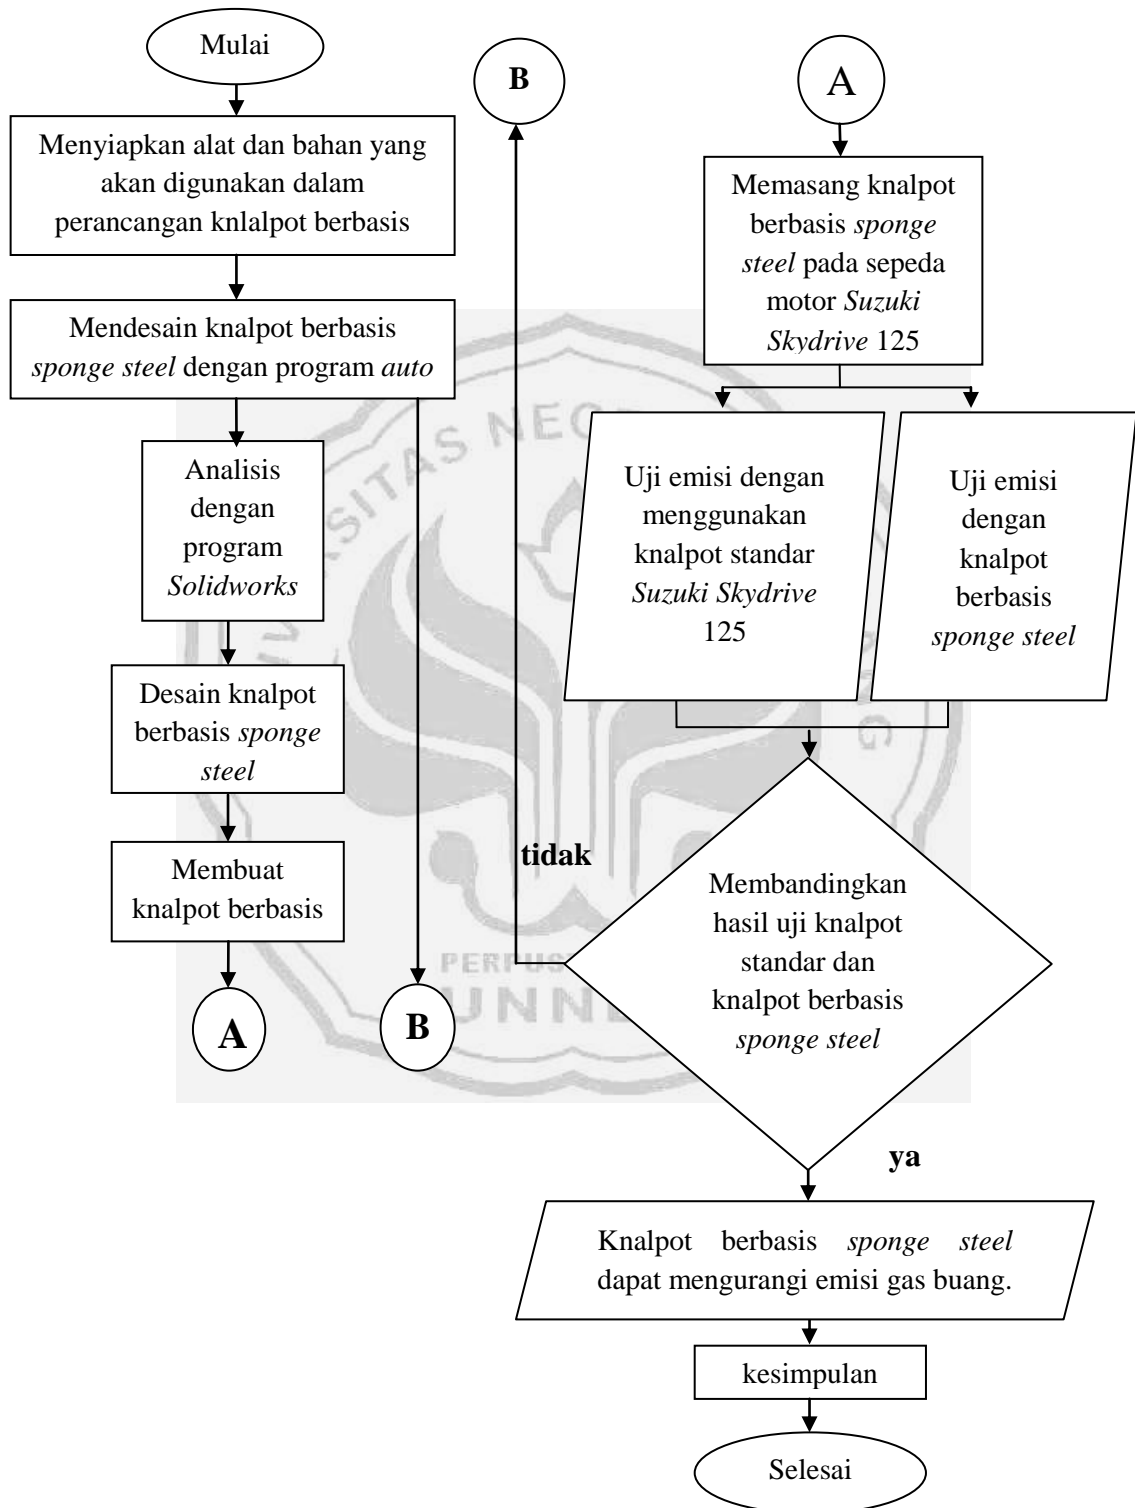 Mulai
Menyiapkan alat dan bahan yang
akan digunakan dalam
perancangan knlalpot berbasis
Mendesain knalpot berbasis
sponge steel dengan program auto
Analisis
dengan
program
Solidworks
Desain knalpot
berbasis sponge
steel
Membuat
knalpot berbasis
A
B
B
A
Memasang knalpot
berbasis sponge
steel pada sepeda
motor Suzuki
Skydrive 125
Uji emisi dengan
menggunakan
knalpot standar
Suzuki Skydrive
125
Uji emisi
dengan
knalpot
berbasis
sponge steel
tidak
Membandingkan
hasil uji knalpot
standar dan
knalpot berbasis
sponge steel
ya
Knalpot berbasis sponge steel
dapat mengurangi emisi gas buang.
kesimpulan
Selesai